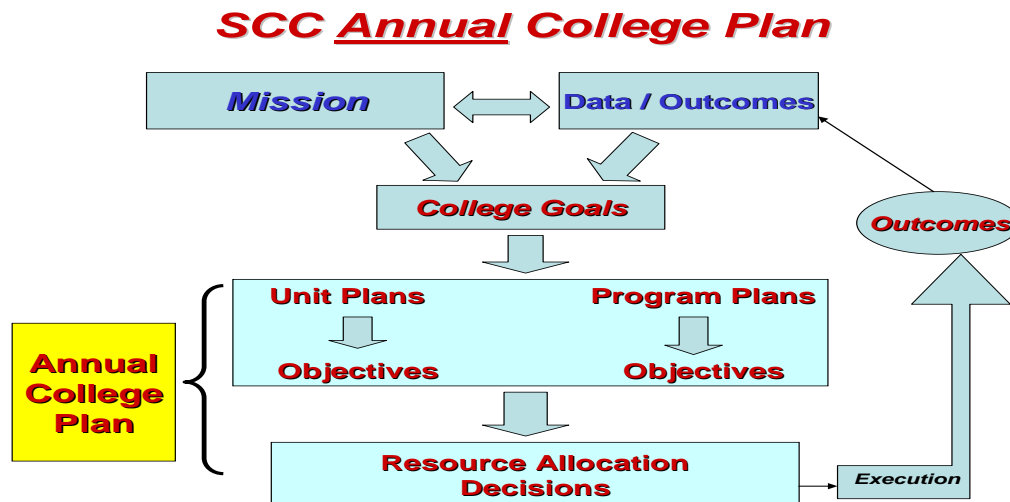 SCC Annual College Plan
Mission
Data / Outcomes
College Goals
Outcomes
Unit Plans
Program Plans
Objectives
Objectives
Annual
College
Plan
Resource Allocation
Decisions
Execution